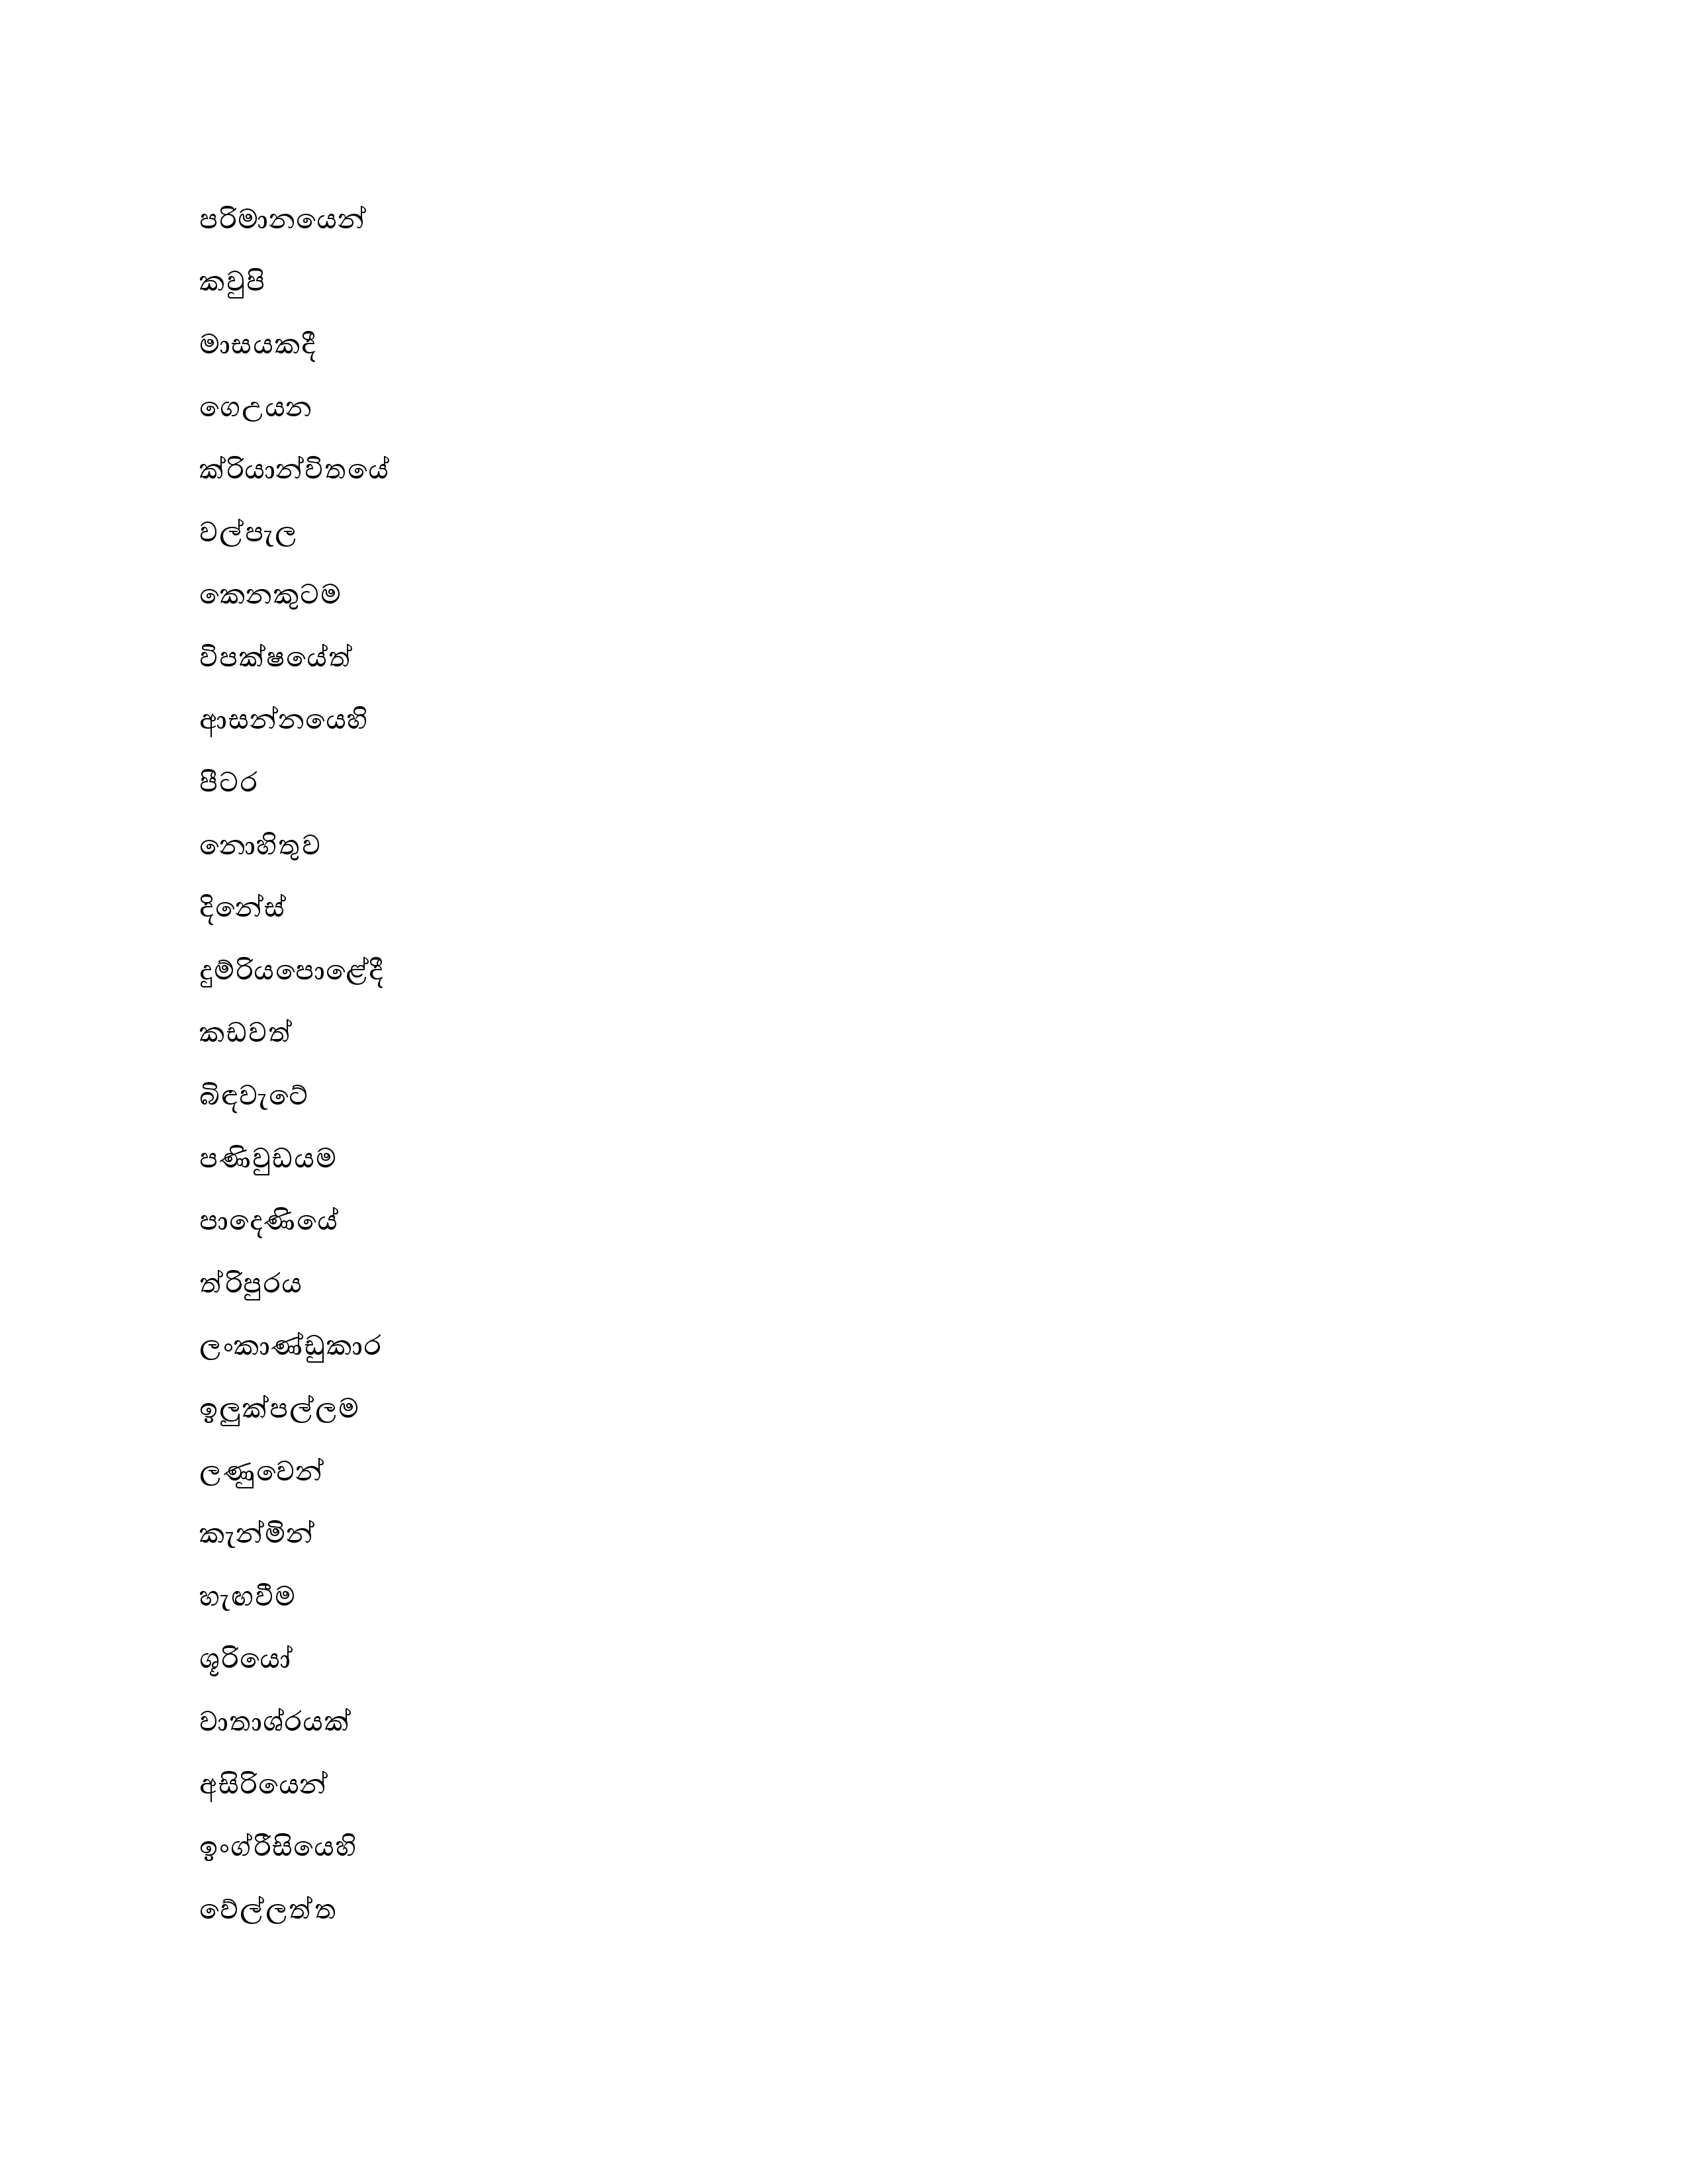 පරිමානයෙන්
කවුපි
මාසයකදී
ගෙඋයන
ක්රියාන්විතයේ
වල්පැල
කෙනකුටම
විපක්ෂයේත්
ආසන්නයෙහි
පීටර
නොහිතුව
දිනේස්
දුම්රියපොළේදී
කඩවත්
බිඳවැටේ
පණිවුඩයම
පාදෙණියේ
ත්රිපුරය
ලංකාණ්ඩුකාර
ඉලුක්පල්ලම
ලණුවෙන්
කැන්මින්
හැඟවීම
ශූරියෝ
වාතාශ්රයක්
අසිරියෙන්
ඉංග්රීසියෙහි
වේල්ලත්ත